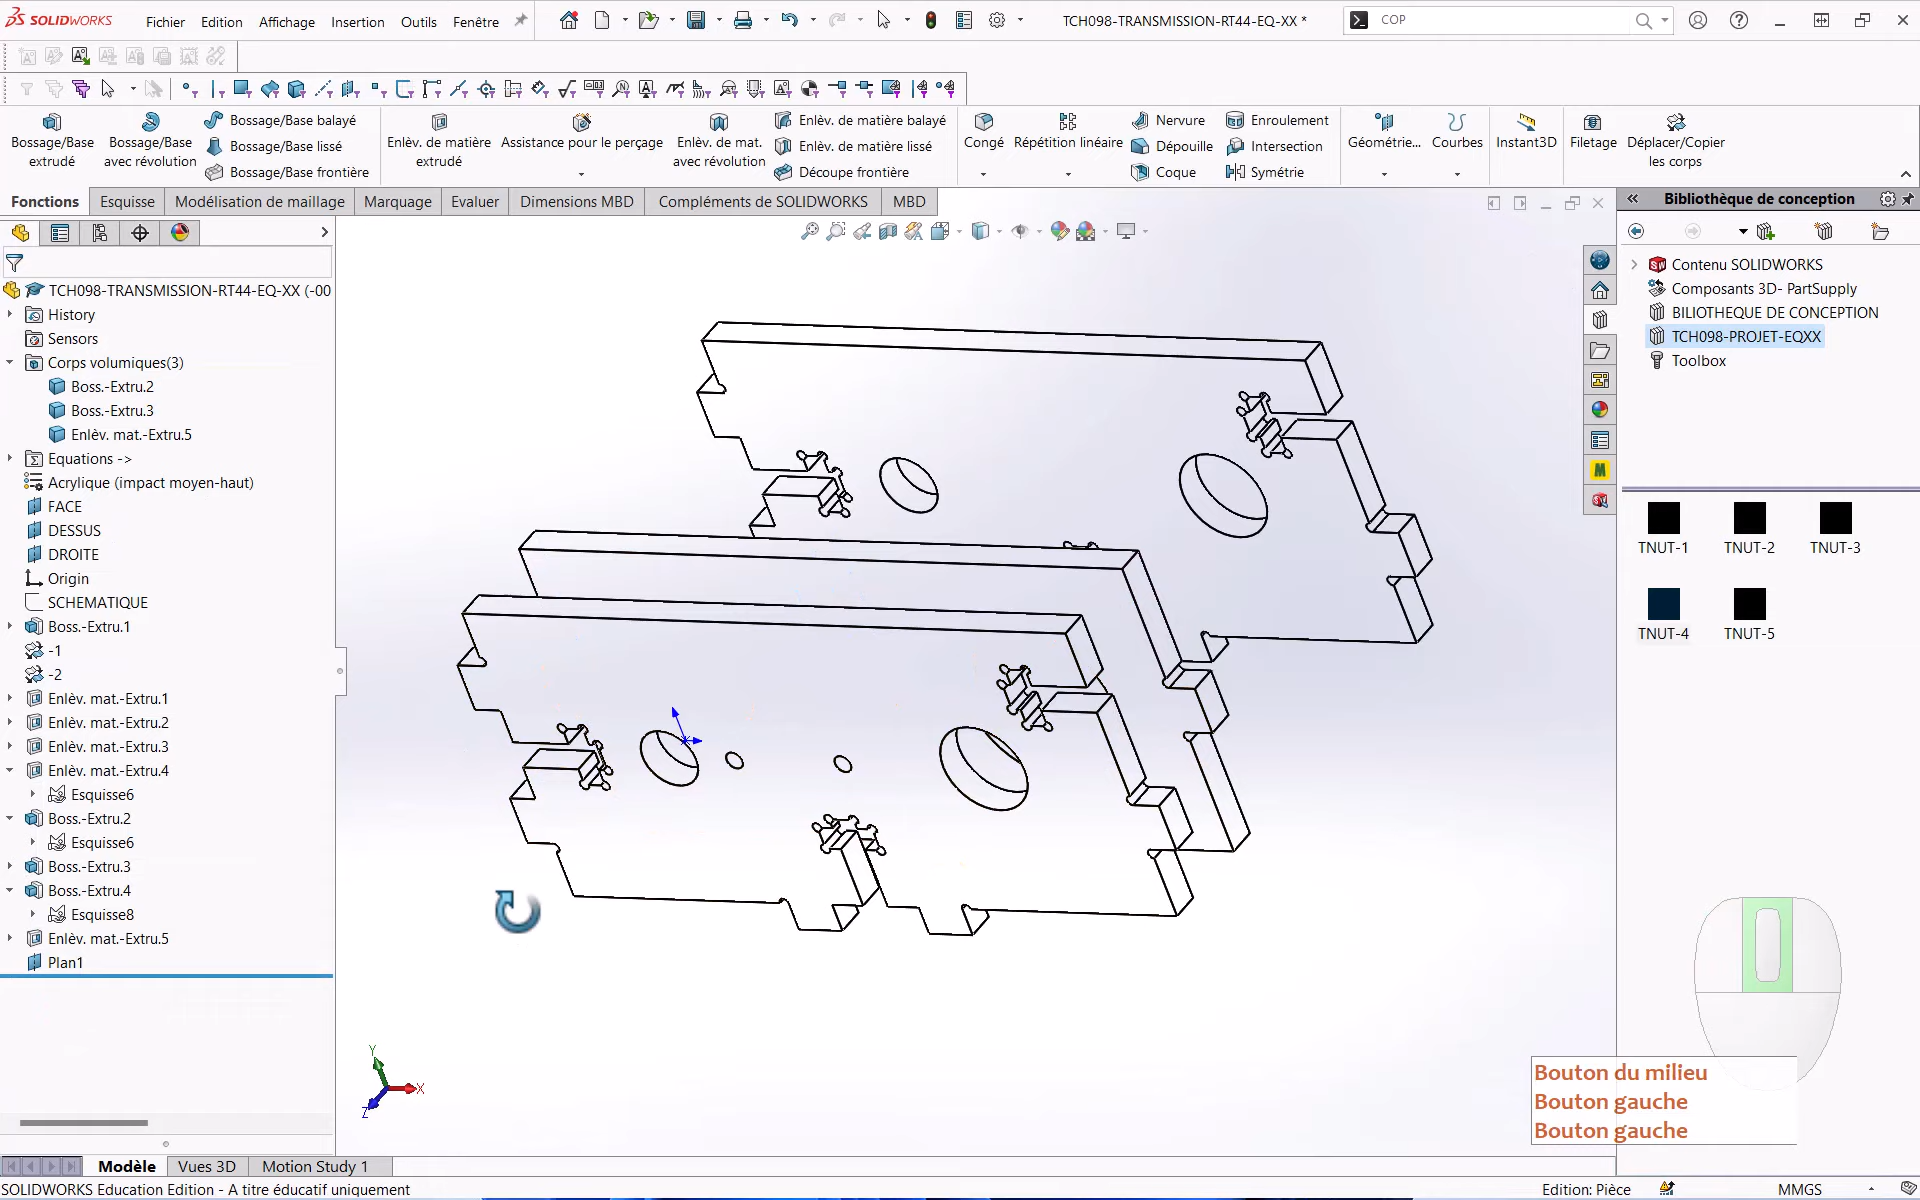 SOLIDWORKS
Fichier Edition Affichage Insertion Outils Fenêtre
TCH098-TRANSMISSION-RT44-EQ-XX *
COP
Bossage/Base extrudé
Bossage/Base avec révolution
Bossage/Base balayé
Bossage/Base lissé
Bossage/Base frontière
Enlèv. de matière extrudé
Assistance pour le perçage
Enlèv. de mat. avec révolution
Enlèv. de matière balayé
Enlèv. de matière lissé
Découpe frontière
Congé
Répétition linéaire
Nervure
Dépouille
Coque
Enroulement
Intersection
Symétrie
Géométrie...
Courbes
Instant3D
Filetage
Déplacer/Copier les corps
Fonctions Esquisse Modélisation de maillage Marquage Evaluer Dimensions MBD Compléments de SOLIDWORKS MBD
TCH098-TRANSMISSION-RT44-EQ-XX (-00
History
Sensors
Corps volumiques(3)
Boss.-Extru.2
Boss.-Extru.3
Enlèv. mat.-Extru.5
Equations ->
Acrylique (impact moyen-haut)
FACE
DESSUS
DROITE
Origin
SCHEMATIQUE
Boss.-Extru.1
-1
-2
Enlèv. mat.-Extru.1
Enlèv. mat.-Extru.2
Enlèv. mat.-Extru.3
Enlèv. mat.-Extru.4
Esquisse6
Boss.-Extru.2
Esquisse6
Boss.-Extru.3
Boss.-Extru.4
Esquisse8
Enlèv. mat.-Extru.5
Plan1
Y
X
Z
Bibliothèque de conception
Contenu SOLIDWORKS
Composants 3D- PartSupply
BILIOTHEQUE DE CONCEPTION
TCH098-PROJET-EQXX
Toolbox
TNUT-1 TNUT-2 TNUT-3
TNUT-4 TNUT-5
Bouton du milieu
Bouton gauche
Bouton gauche
Modèle Vues 3D Motion Study 1
SOLIDWORKS Education Edition - A titre éducatif uniquement
Edition: Pièce
MMGS